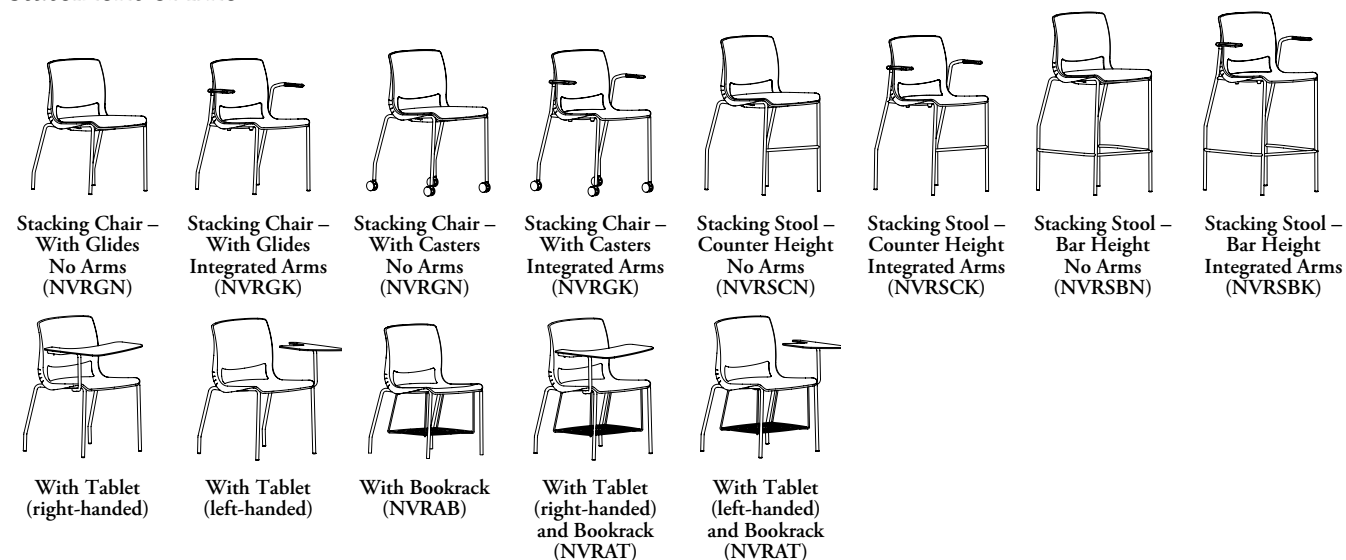 Stacking Chair –
With Glides
No Arms
(NVRGN)
Stacking Chair –
With Glides
Integrated Arms
(NVRGK)
Stacking Chair –
With Casters
No Arms
(NVRGN)
Stacking Chair –
With Casters
Integrated Arms
(NVRGK)
Stacking Stool –
Counter Height
No Arms
(NVRSCN)
Stacking Stool –
Counter Height
Integrated Arms
(NVRSCK)
Stacking Stool –
Bar Height
No Arms
(NVRSBN)
Stacking Stool –
Bar Height
Integrated Arms
(NVRSBK)
With Tablet
(right-handed)
With Tablet
(left-handed)
With Bookrack
(NVRAB)
With Tablet
(right-handed)
and Bookrack
(NVRAT)
With Tablet
(left-handed)
and Bookrack
(NVRAT)